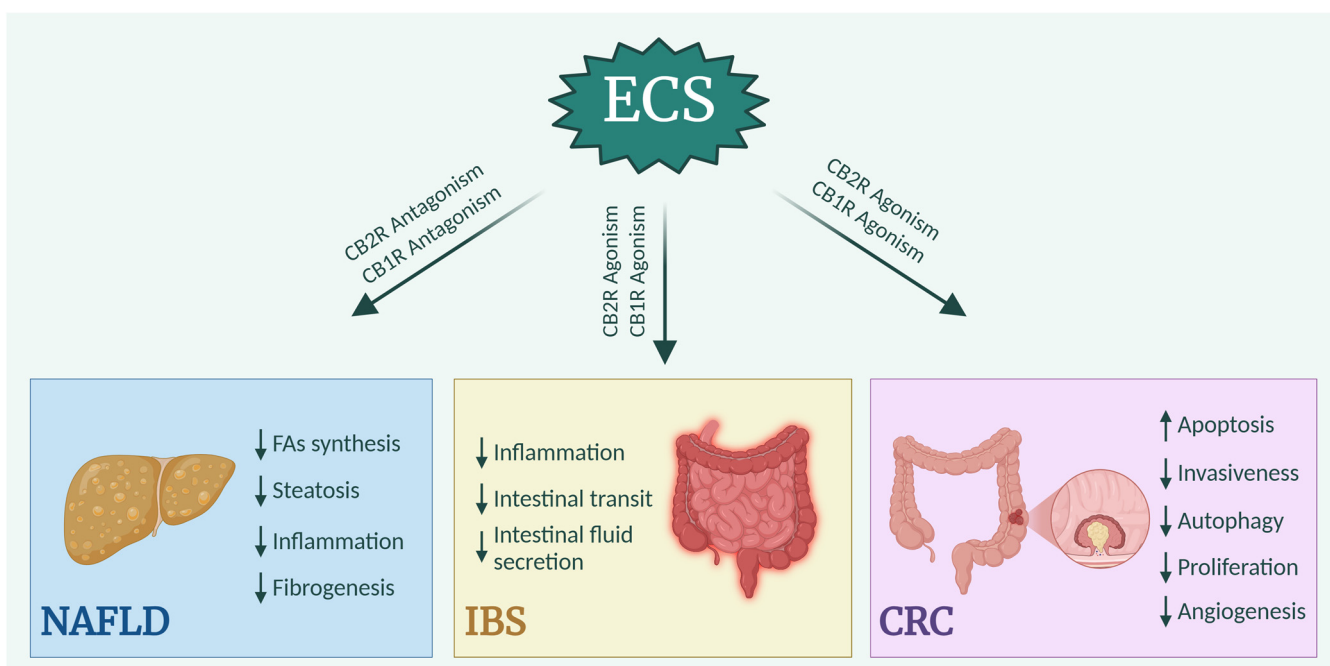 ECS
CB2R Antagonism
CB1R Antagonism
CB2R Agonism
CB1R Agonism
CB2R Agonism
CB1R Agonism
FAs synthesis
Steatosis
Inflammation
Fibrogenesis
NAFLD
Inflammation
Intestinal transit
Intestinal fluid
secretion
IBS
Apoptosis
Invasiveness
Autophagy
Proliferation
Angiogenesis
CRC